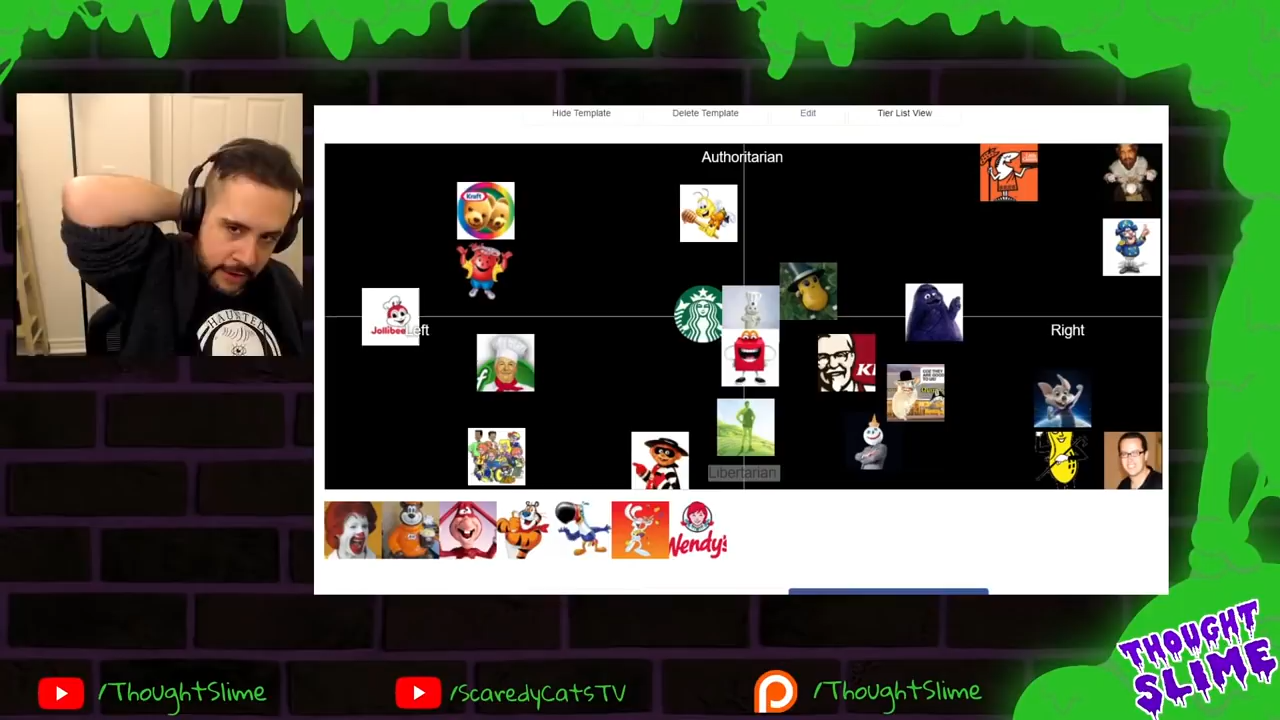 Hide Template Delete Template Edit Tier List View
Authoritarian
Kraft
Jollibee Left
Right
HAUNTED
Libertarian
Wendy's
THOUGHT
SLIME
/ThoughtSlime
/ScaredyCatsTV
/ThoughtSlime